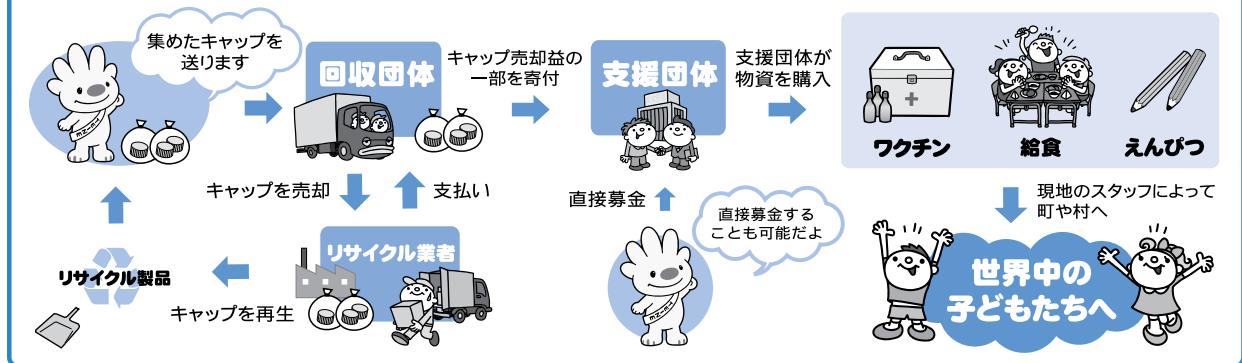 集めたキャップを
送ります
回収団体
キャップ売却益の
一部を寄付
支援団体
支援団体が
物資を購入
ワクチン
給食
えんぴつ
キャップを売却
支払い
直接募金
直接募金する
ことも可能だよ
現地のスタッフによって
町や村へ
リサイクル業者
リサイクル製品
キャップを再生
世界中の
子どもたちへ